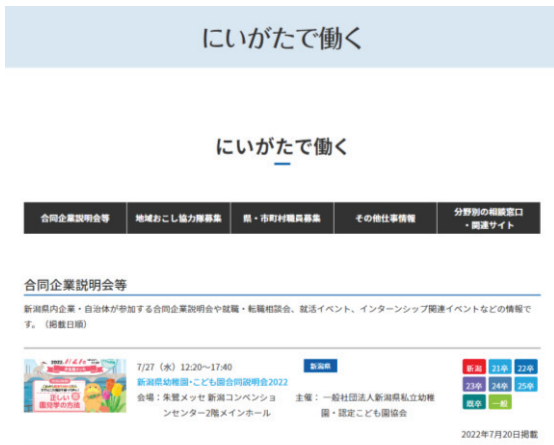 にいがたで働く
にいがたで働く
合同企業説明会等
地域おこし協力隊募集
県・市町村職員募集
その他仕事情報
分野別の相談窓口
・関連サイト
合同企業説明会等
新潟県内企業・自治体が参加する合同企業説明会や就職・転職相談会、就活イベント、インターンシップ関連イベントなどの情報で
す。（掲載日順）
正しい
園見学の方法
7/27（水）12:20～17:40
新潟県幼稚園・こども園合同説明会2022
会場：朱鷺メッセ 新潟コンベンショ
ンセンター2階メインホール
新潟県
主催：一般社団法人新潟県私立幼稚
園・認定こども園協会
新潟 21卒 22卒
23卒 24卒 25卒
既卒 一般
2022年7月20日掲載